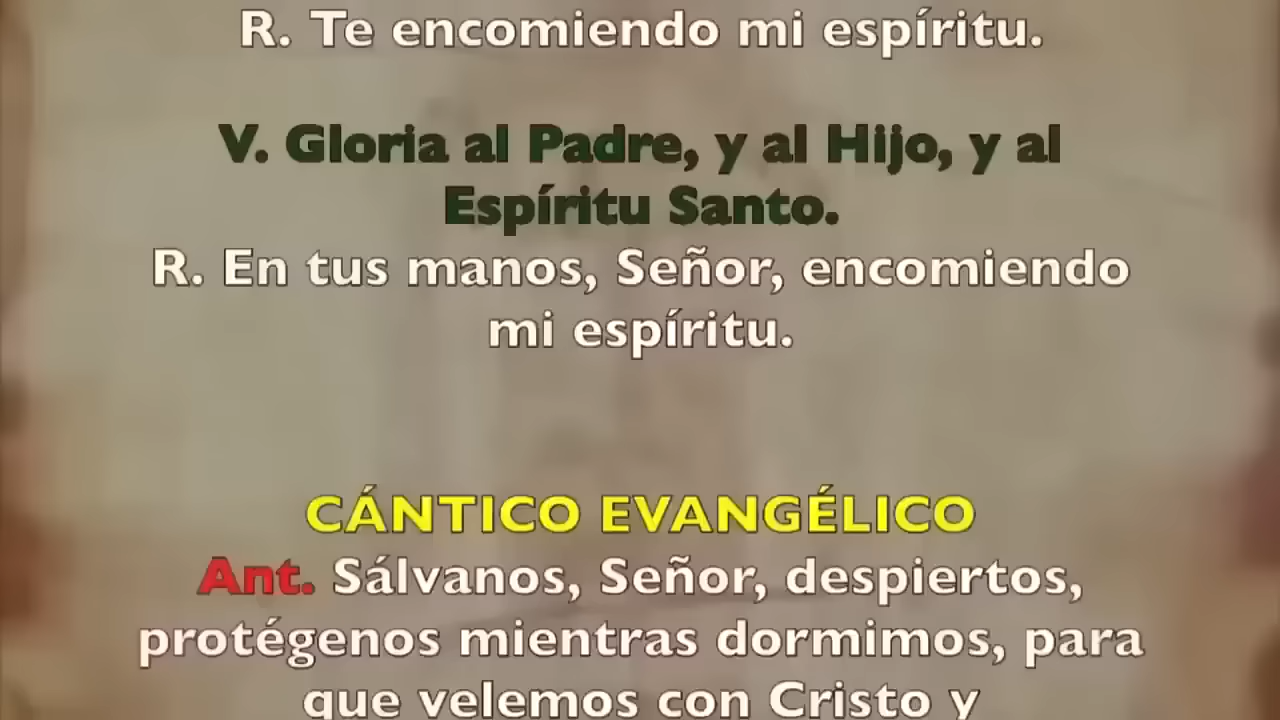 R. Te encomiendo mi espíritu.
V. Gloria al Padre, y al Hijo, y al
Espíritu Santo.
R. En tus manos, Señor, encomiendo
mi espíritu.
CÁNTICO EVANGÉLICO
Ant. Sálvanos, Señor, despiertos,
protégenos mientras dormimos, para
que velemos con Cristo y